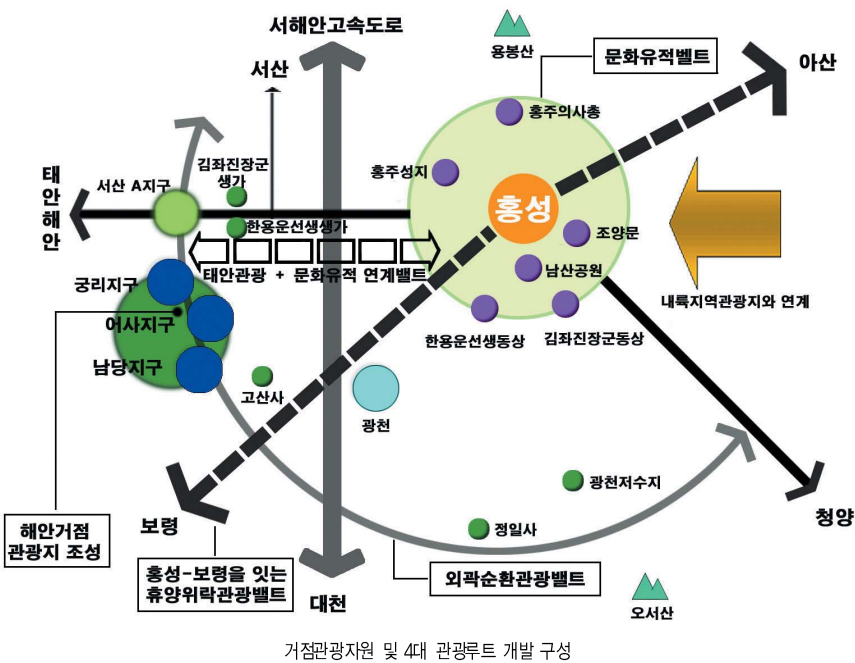 서해안고속도로
용봉산
문화유적벨트
아산
서산
홍주의사총
김좌진장군
생가
태
안
해
안
서산 A지구
홍주성지
홍성
한용운선생생가
조양문
태안관광 + 문화유적 연계밸트
남산공원
내륙지역관광지와 연계
궁리지구
어사지구
남당지구
한용운선생동상
김좌진장군동상
고산사
광천
광천저수지
정일사
보령
청양
해안거점
관광지 조성
홍성-보령을 잇는
휴양위락관광밸트
대천
외곽순환관광밸트
오서산
거점관광자원 및 4대 관광루트 개발 구성